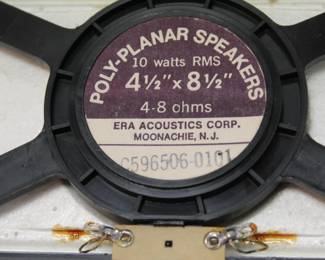 POLY-PLANAR SPEAKERS
10 watts RMS
4½" x 8½"
4-8 ohms
ERA ACOUSTICS CORP.
MOONACHIE, N.J.
C596506-0101